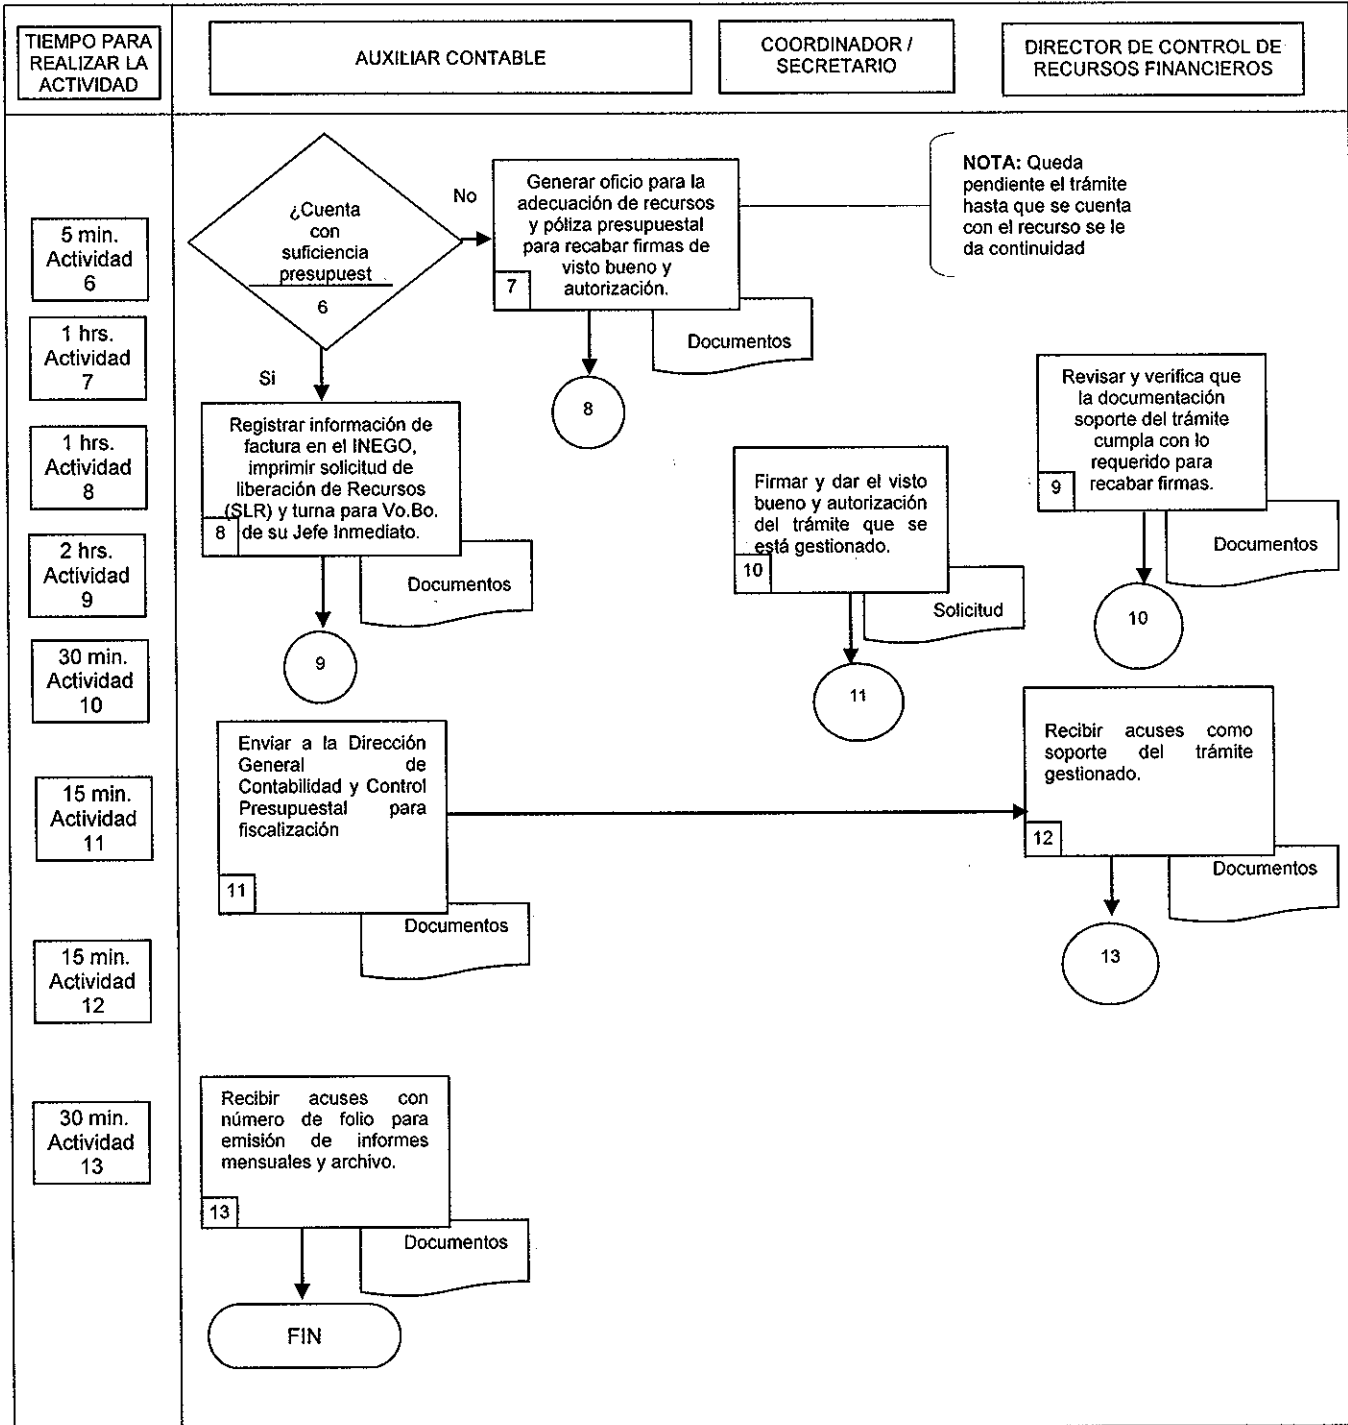 TIEMPO PARA
REALIZAR LA
ACTIVIDAD
AUXILIAR CONTABLE
COORDINADOR /
SECRETARIO
DIRECTOR DE CONTROL DE
RECURSOS FINANCIEROS
5 min.
Actividad
6
1 hrs.
Actividad
7
1 hrs.
Actividad
8
2 hrs.
Actividad
9
30 min.
Actividad
10
15 min.
Actividad
11
15 min.
Actividad
12
30 min.
Actividad
13
¿Cuenta
con
suficiencia
presupuest
6
No
Si
Generar oficio para la
adecuación de recursos
y póliza presupuestal
para recabar firmas de
visto bueno y
autorización.
7
Documentos
8
NOTA: Queda
pendiente el trámite
hasta que se cuenta
con el recurso se le
da continuidad
Registrar información de
factura en el INEGO,
imprimir solicitud de
liberación de Recursos
(SLR) y turna para Vo.Bo.
de su Jefe Inmediato.
8
Documentos
9
Revisar y verifica que
la documentación
soporte del trámite
cumpla con lo
requerido para
recabar firmas.
9
Documentos
10
Firmar y dar el visto
bueno y autorización
del trámite que se
está gestionado.
10
Solicitud
11
Enviar a la Dirección
General de
Contabilidad y Control
Presupuestal para
fiscalización
11
Documentos
Recibir acuses como
soporte del trámite
gestionado.
12
Documentos
13
Recibir acuses con
número de folio para
emisión de informes
mensuales y archivo.
13
Documentos
FIN